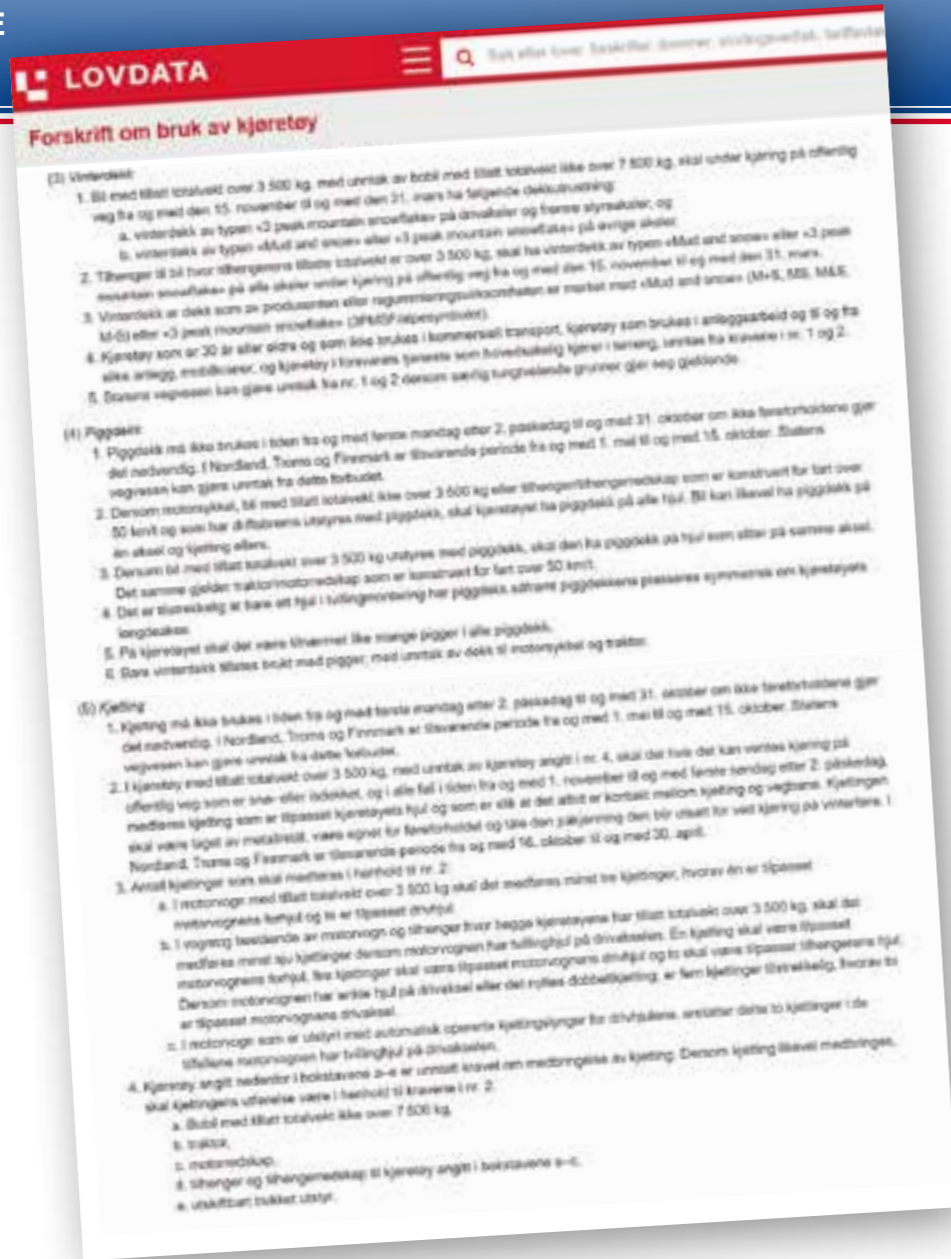 E
LOVDATA
Søk etter lover, forskrifter, dommer,
Forskrift om bruk av kjøretøy
(3) Vinterdekk:
1. Bil med tillatt totalvekt over 3 500 kg, med unntak av bobil med tillatt totalvekt ikke over 7 500 kg, skal under kjøring på offentlig
veg fra og med den 15. november til og med den 31. mars ha følgende dekkutrustning:
a. vinterdekk av typen «3 peak mountain snowflake» på drivaksler og fremre styreaksler, og
b. vinterdekk av typen «Mud and snow» eller «3 peak mountain snowflake» på øvrige aksler.
2. Tilhenger til bil hvor tilhengerens tillatte totalvekt er over 3 500 kg, skal ha vinterdekk av typen «Mud and snow» eller «3 peak
mountain snowflake» på alle aksler under kjøring på offentlig veg fra og med den 15. november til og med den 31. mars.
3. Vinterdekk er dekk som av produsenten eller regummieringsvirksomheten er merket med «Mud and snow» (M+S, MS, M&S,
M-S) eller «3 peak mountain snowflake» (3PMSF/alpesymbolet).
4. Kjøretøy som er 30 år eller eldre og som ikke brukes i kommersiell transport, kjøretøy som brukes i anleggsarbeid og til og fra
slike anlegg, mobilkraner, og kjøretøy i forsvarets tjeneste som hovedsakelig kjører i terreng, unntas fra kravene i nr. 1 og 2.
5. Statens vegvesen kan gjøre unntak fra nr. 1 og 2 dersom særlig tungtveiende grunner gjør seg gjeldende.
(4) Piggdekk:
1. Piggdekk må ikke brukes i tiden fra og med første mandag etter 2. påskedag til og med 31. oktober om ikke føreforholdene gjør
det nødvendig. I Nordland, Troms og Finnmark er tilsvarende periode fra og med 1. mai til og med 15. oktober. Statens
vegvesen kan gjøre unntak fra dette forbudet.
2. Dersom motorsykkel, bil med tillatt totalvekt ikke over 3 500 kg eller tilhenger/tilhengerredskap som er konstruert for fart over
50 km/t og som har driftsbrems utstyres med piggdekk, skal kjøretøyet ha piggdekk på alle hjul. Bil kan likevel ha piggdekk på
én aksel og kjetting ellers.
3. Dersom bil med tillatt totalvekt over 3 500 kg utstyres med piggdekk, skal den ha piggdekk på hjul som sitter på samme aksel.
Det samme gjelder traktor/motorredskap som er konstruert for fart over 50 km/t.
4. Det er tilstrekkelig at bare ett hjul i tvillingmontering har piggdekk såfremt piggdekkene plasseres symmetrisk om kjøretøyets
lengdeakse.
5. På kjøretøyet skal det være tilnærmet like mange pigger i alle piggdekk.
6. Bare vinterdekk tillates brukt med pigger, med unntak av dekk til motorsykkel og traktor.
(5) Kjetting
1. Kjetting må ikke brukes i tiden fra og med første mandag etter 2. påskedag til og med 31. oktober om ikke føreforholdene gjør
det nødvendig. I Nordland, Troms og Finnmark er tilsvarende periode fra og med 1. mai til og med 15. oktober. Statens
vegvesen kan gjøre unntak fra dette forbudet.
2. I kjøretøy med tillatt totalvekt over 3 500 kg, med unntak av kjøretøy angitt i nr. 4, skal det hvis det kan ventes kjøring på
offentlig veg som er snø- eller isdekket, og i alle fall i tiden fra og med 1. november til og med første søndag etter 2. påskedag,
medføres kjetting som er tilpasset kjøretøyets hjul og som er slik at det alltid er kontakt mellom kjetting og vegbane. Kjettingen
skal være laget av metall/stål, være egnet for føreforholdet og tåle den påkjenning den blir utsatt for ved kjøring på vinterføre. I
Nordland, Troms og Finnmark er tilsvarende periode fra og med 16. oktober til og med 30. april.
3. Antall kjettinger som skal medføres i henhold til nr. 2:
a. I motorvogn med tillatt totalvekt over 3 500 kg skal det medføres minst tre kjettinger, hvorav én er tilpasset
motorvognens forhjul og to er tilpasset drivhjul.
b. I vogntog bestående av motorvogn og tilhenger hvor begge kjøretøyene har tillatt totalvekt over 3 500 kg, skal det
medføres minst sju kjettinger dersom motorvognen har tvillinghjul på drivakselen. En kjetting skal være tilpasset
motorvognens forhjul, fire kjettinger skal være tilpasset motorvognens drivhjul og to skal være tilpasset tilhengerens hjul.
Dersom motorvognen har enkle hjul på drivaksel eller det nyttes dobbeltkjetting, er fem kjettinger tilstrekkelig, hvorav to
er tilpasset motorvognens drivaksel.
c. I motorvogn som er utstyrt med automatisk opererte kjettingslynger for drivhjulene, erstatter dette to kjettinger i de
tilfellene motorvognen har tvillinghjul på drivakselen.
4. Kjøretøy angitt nedenfor i bokstavene a–e er unntatt kravet om medbringelse av kjetting. Dersom kjetting likevel medbringes,
skal kjettingens utførelse være i henhold til kravene i nr. 2:
a. Bobil med tillatt totalvekt ikke over 7 500 kg,
b. traktor,
c. motorredskap,
d. tilhenger og tilhengerredskap til kjøretøy angitt i bokstavene a–c,
e. utskiftbart trukket utstyr.